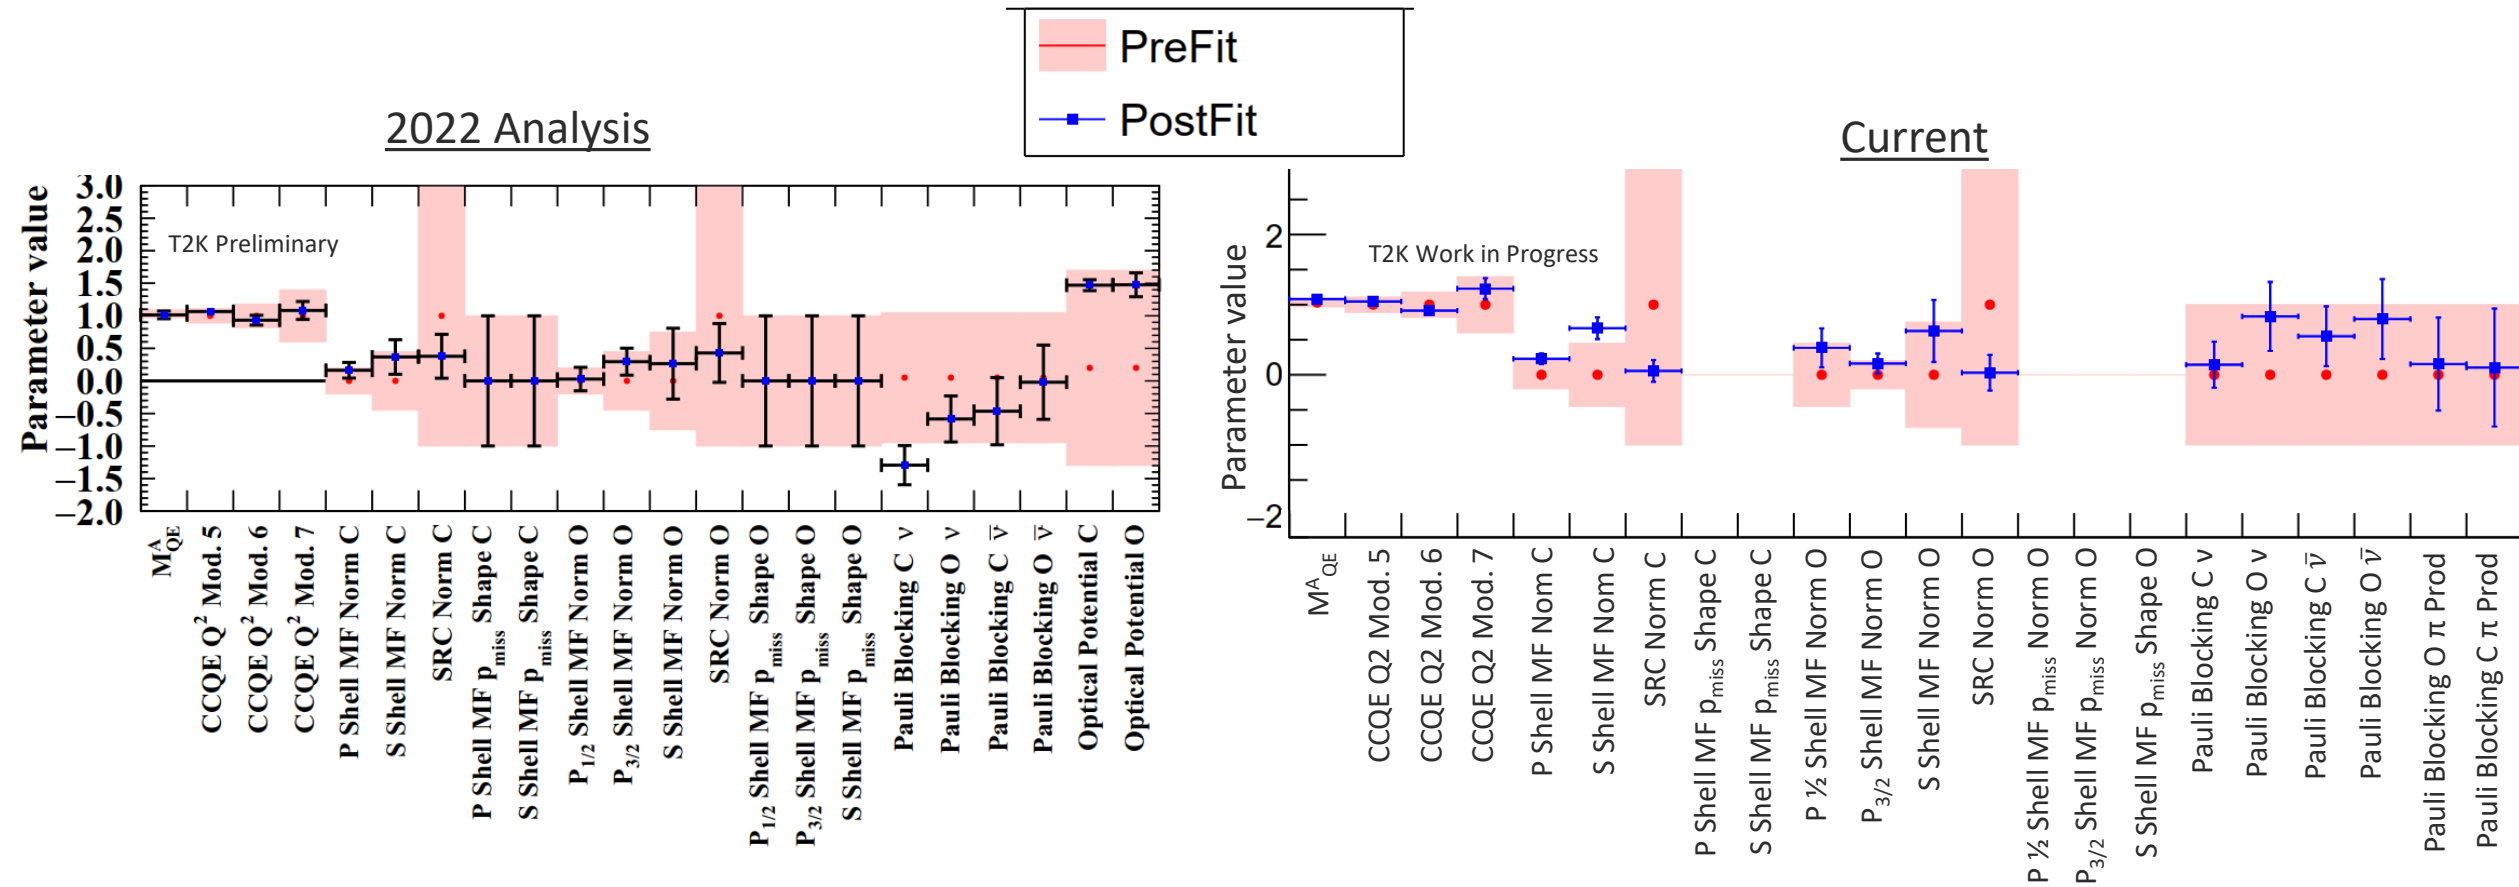 PreFit
PostFit
2022 Analysis
Current
Parameter value
3.0
2.5
2.0
1.5
1.0
0.5
0.0
−0.5
−1.0
−1.5
−2.0
T2K Preliminary
M^A_QE
CCQE Q² Mod. 5
CCQE Q² Mod. 6
CCQE Q² Mod. 7
P Shell MF Norm C
S Shell MF Norm C
SRC Norm C
P Shell MF p_miss Shape C
S Shell MF p_miss Shape C
P_1/2 Shell MF Norm O
P_3/2 Shell MF Norm O
S Shell MF Norm O
SRC Norm O
P_1/2 Shell MF p_miss Shape O
P_3/2 Shell MF p_miss Shape O
S Shell MF p_miss Shape O
Pauli Blocking C ν
Pauli Blocking O ν
Pauli Blocking C ν̅
Pauli Blocking O ν̅
Optical Potential C
Optical Potential O
Parameter value
2
0
−2
T2K Work in Progress
M^A_QE
CCQE Q2 Mod. 5
CCQE Q2 Mod. 6
CCQE Q2 Mod. 7
P Shell MF Nom C
S Shell MF Nom C
SRC Norm C
P Shell MF p_miss Shape C
S Shell MF p_miss Shape C
P ½ Shell MF Norm O
P_3/2 Shell MF Norm O
S Shell MF Norm O
SRC Norm O
P ½ Shell MF p_miss Norm O
P_3/2 Shell MF p_miss Norm O
S Shell MF p_miss Shape O
Pauli Blocking C ν
Pauli Blocking O ν
Pauli Blocking C ν̅
Pauli Blocking O ν̅
Pauli Blocking O π Prod
Pauli Blocking C π Prod